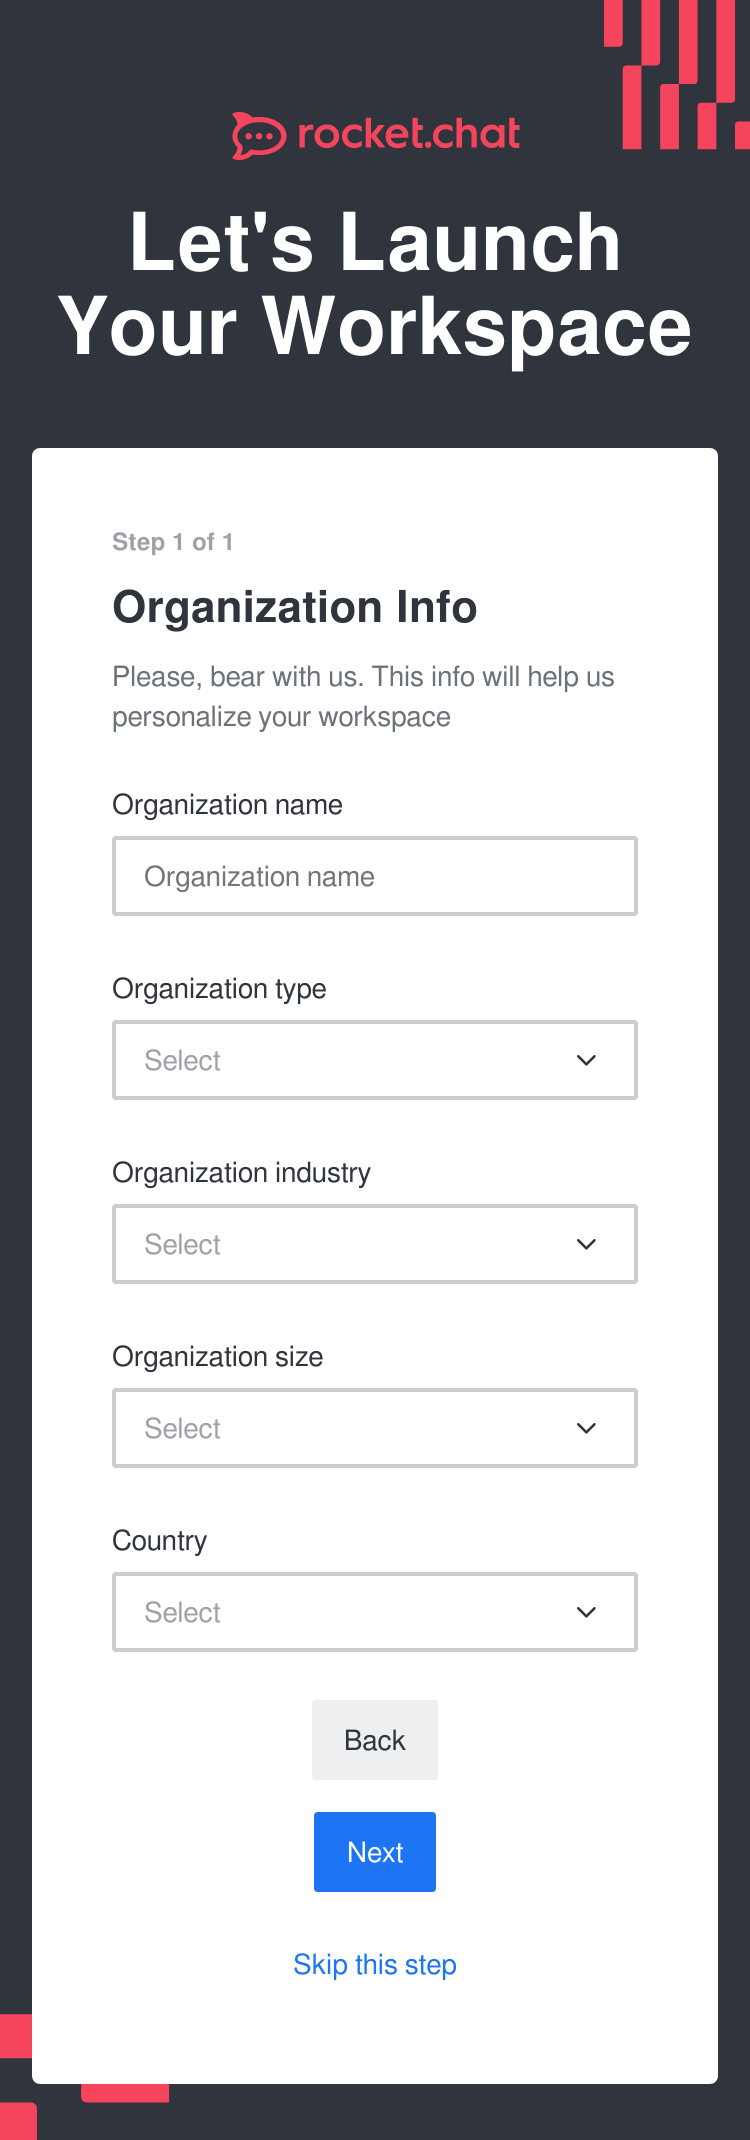 rocket.chat
Let's Launch
Your Workspace
Step 1 of 1
Organization Info
Please, bear with us. This info will help us
personalize your workspace
Organization name
Organization name
Organization type
Select
Organization industry
Select
Organization size
Select
Country
Select
Back
Next
Skip this step